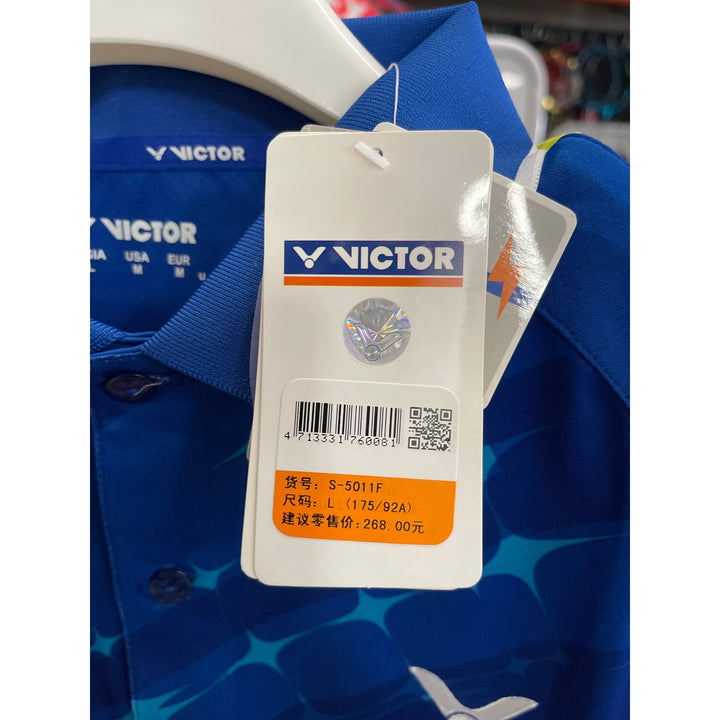 VICTOR
VICTOR
USA EUR
M M
VICTOR
4 713331 760081
货号: S-5011F
尺码: L (175/92A)
建议零售价:268.00元